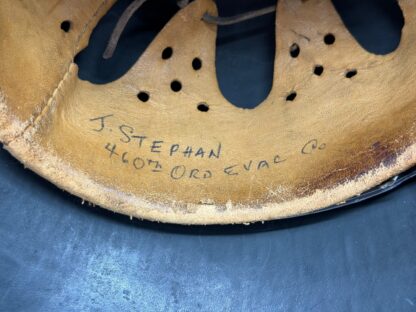 J. STEPHAN
460TH ORD EVAC Co